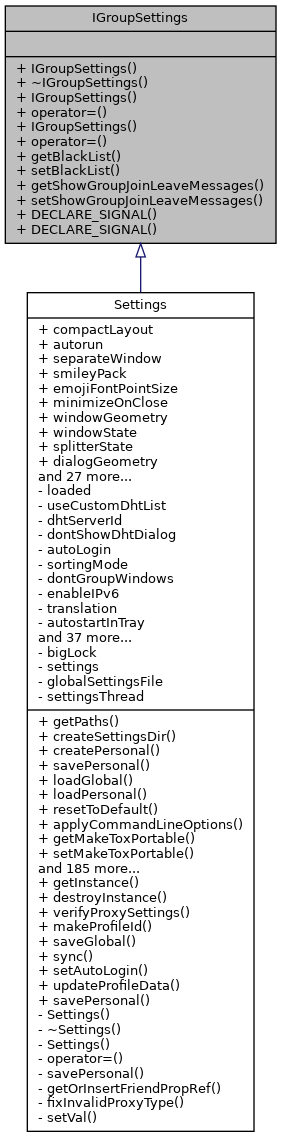 IGroupSettings
+ IGroupSettings()
+ ~IGroupSettings()
+ IGroupSettings()
+ operator=()
+ IGroupSettings()
+ operator=()
+ getBlackList()
+ setBlackList()
+ getShowGroupJoinLeaveMessages()
+ setShowGroupJoinLeaveMessages()
+ DECLARE_SIGNAL()
+ DECLARE_SIGNAL()
Settings
+ compactLayout
+ autorun
+ separateWindow
+ smileyPack
+ emojiFontPointSize
+ minimizeOnClose
+ windowGeometry
+ windowState
+ splitterState
+ dialogGeometry
and 27 more...
- loaded
- useCustomDhtList
- dhtServerId
- dontShowDhtDialog
- autoLogin
- sortingMode
- dontGroupWindows
- enableIPv6
- translation
- autostartInTray
and 37 more...
- bigLock
- settings
- globalSettingsFile
- settingsThread
+ getPaths()
+ createSettingsDir()
+ createPersonal()
+ savePersonal()
+ loadGlobal()
+ loadPersonal()
+ resetToDefault()
+ applyCommandLineOptions()
+ getMakeToxPortable()
+ setMakeToxPortable()
and 185 more...
+ getInstance()
+ destroyInstance()
+ verifyProxySettings()
+ makeProfileId()
+ saveGlobal()
+ sync()
+ setAutoLogin()
+ updateProfileData()
+ savePersonal()
- Settings()
- ~Settings()
- Settings()
- operator=()
- savePersonal()
- getOrInsertFriendPropRef()
- fixInvalidProxyType()
- setVal()